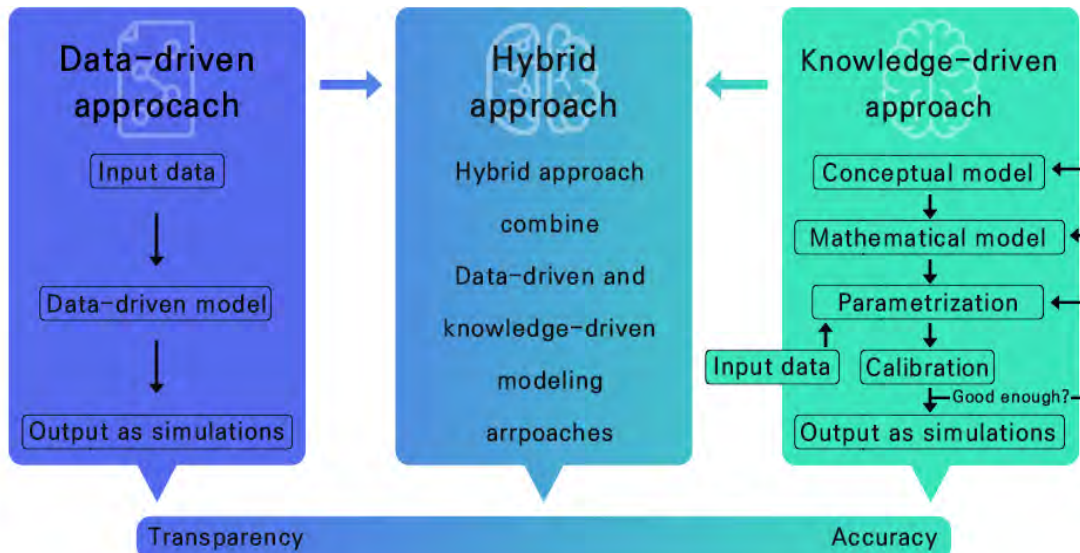 Data-driven
approcach
Input data
Data-driven model
Output as simulations
Hybrid
approach
Hybrid approach
combine
Data-driven and
knowledge-driven
modeling
arrpoaches
Knowledge-driven
approach
Conceptual model
Mathematical model
Parametrization
Input data
Calibration
Good enough?
Output as simulations
Transparency
Accuracy